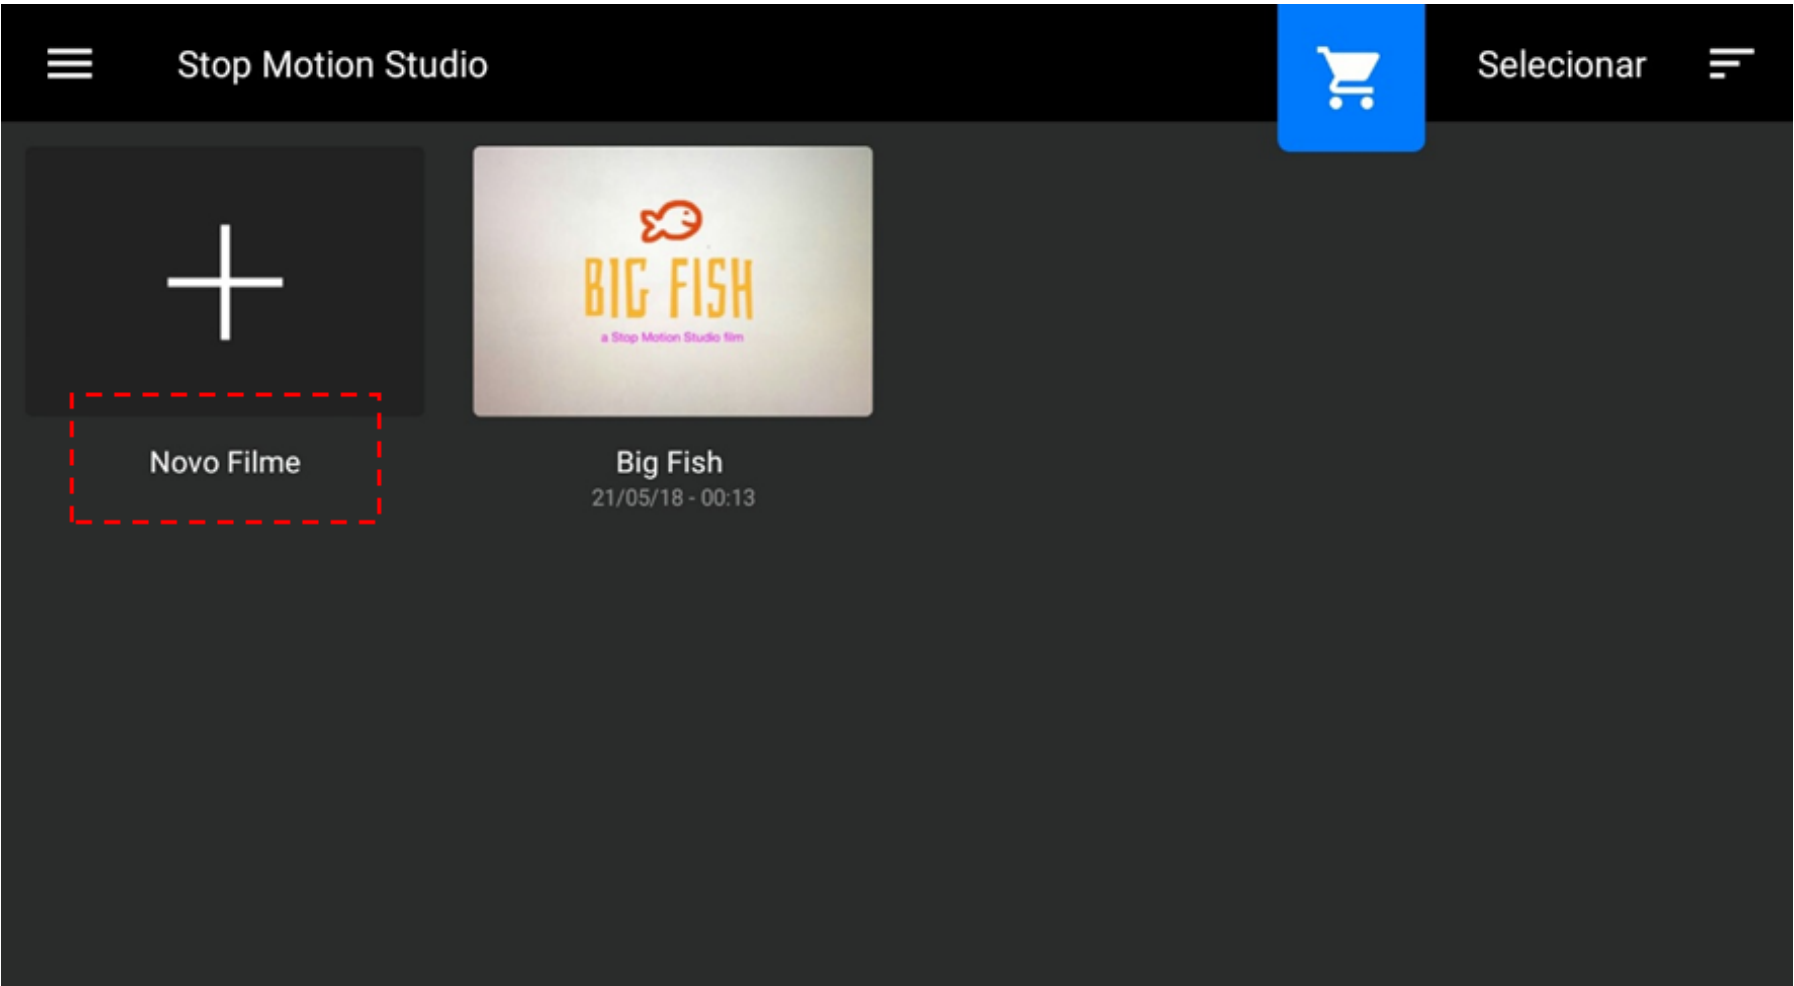 Stop Motion Studio
Selecionar
BIG FISH
a Stop Motion Studio film
Novo Filme
Big Fish
21/05/18 - 00:13